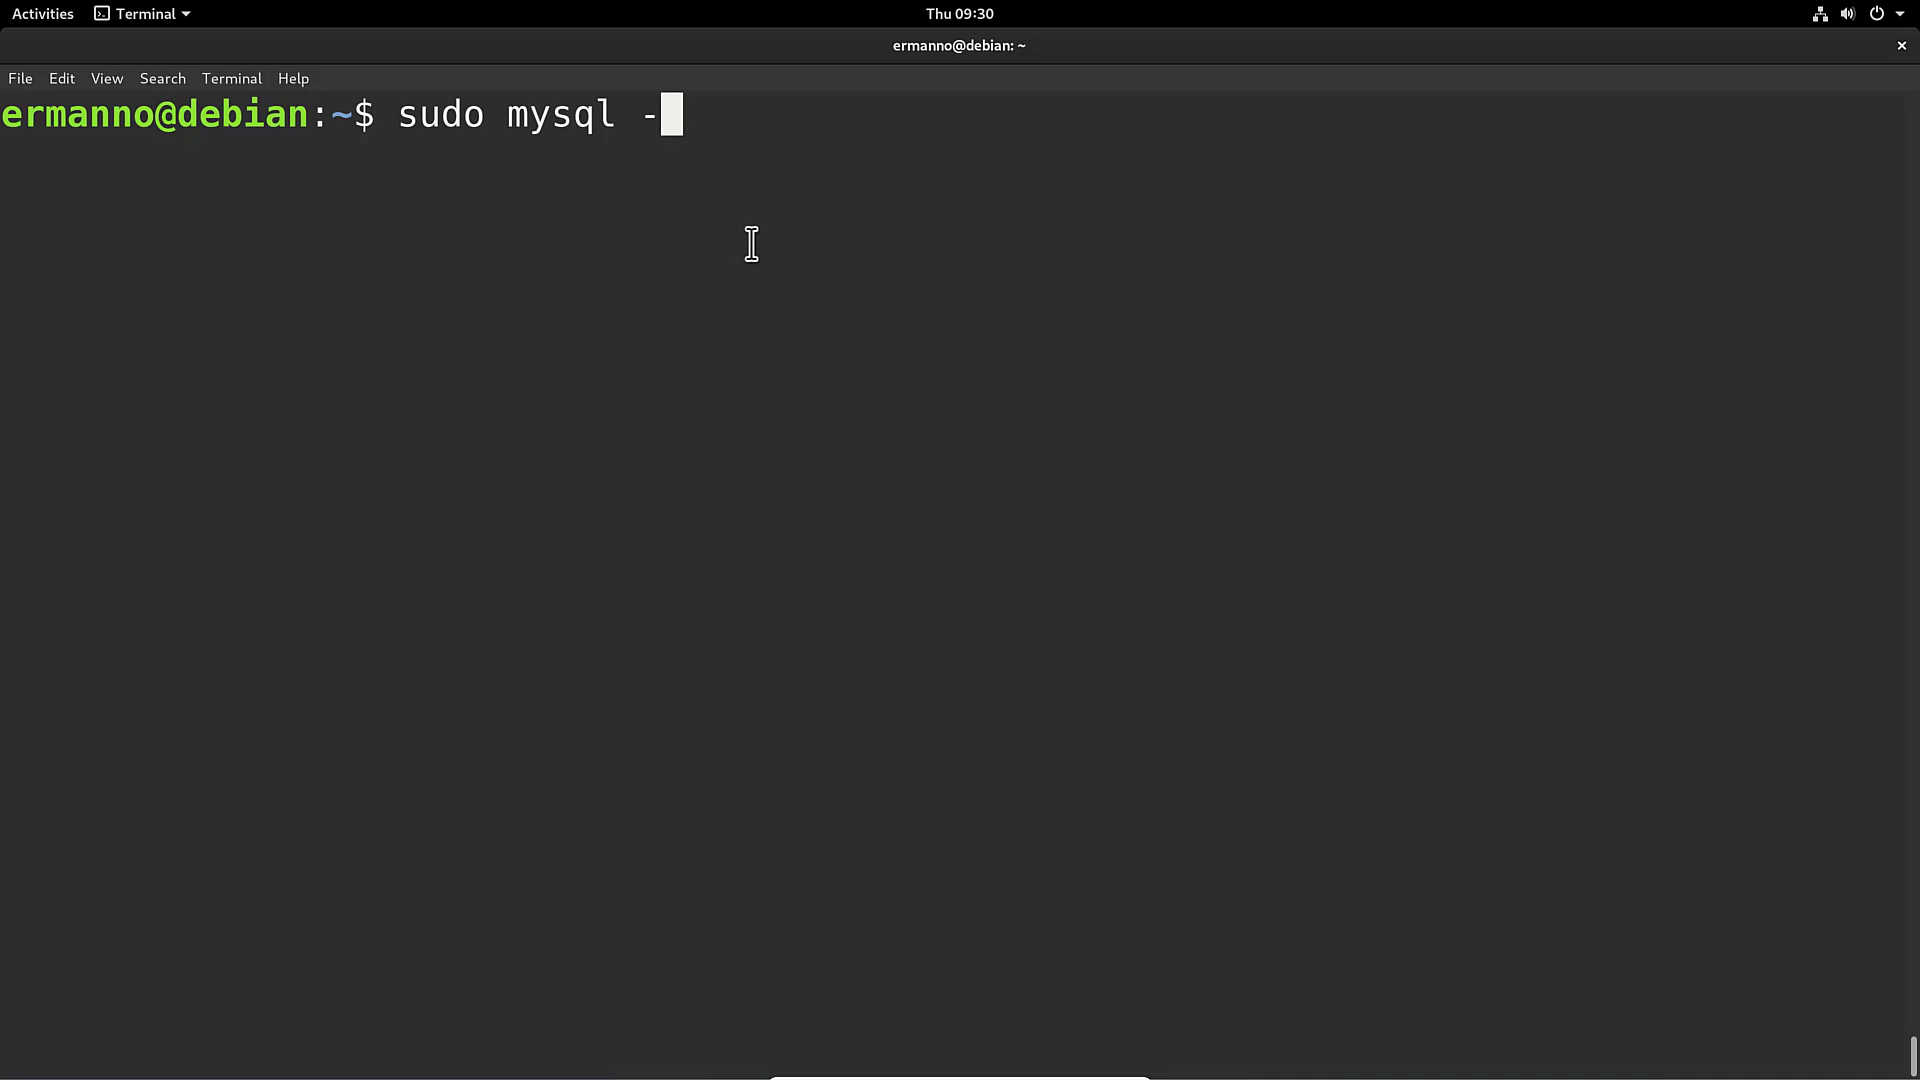 Activities Terminal Thu 09:30
ermanno@debian: ~
File Edit View Search Terminal Help
ermanno@debian:~$ sudo mysql -